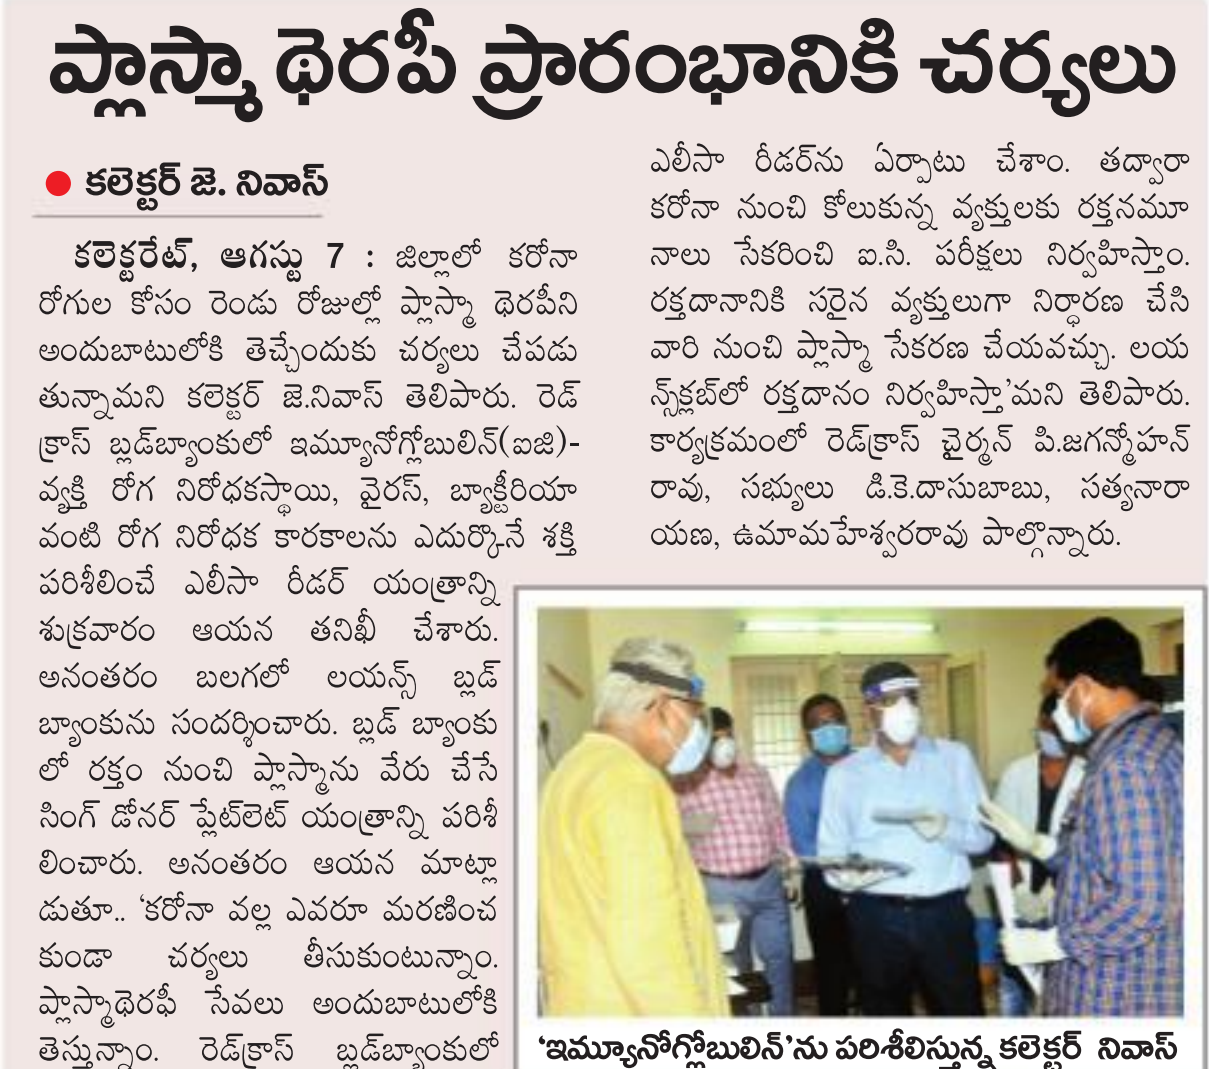 ప్లాస్మా థెరపీ ప్రారంభానికి చర్యలు
● కలెక్టర్ జె. నివాస్
కలెక్టరేట్, ఆగస్టు 7 : జిల్లాలో కరోనా
రోగుల కోసం రెండు రోజుల్లో ప్లాస్మా థెరపీని
అందుబాటులోకి తెచ్చేందుకు చర్యలు చేపడు
తున్నామని కలెక్టర్ జె.నివాస్ తెలిపారు. రెడ్
క్రాస్ బ్లడ్‌బ్యాంకులో ఇమ్యూనోగ్లోబులిన్(ఐజి)-
వ్యక్తి రోగ నిరోధకస్థాయి, వైరస్, బ్యాక్టీరియా
వంటి రోగ నిరోధక కారకాలను ఎదుర్కొనే శక్తి
పరిశీలించే ఎలీసా రీడర్ యంత్రాన్ని
శుక్రవారం ఆయన తనిఖీ చేశారు.
అనంతరం బలగలో లయన్స్ బ్లడ్
బ్యాంకును సందర్శించారు. బ్లడ్ బ్యాంకు
లో రక్తం నుంచి ప్లాస్మాను వేరు చేసే
సింగ్ డోనర్ ప్లేట్‌లెట్ యంత్రాన్ని పరిశీ
లించారు. అనంతరం ఆయన మాట్లా
డుతూ.. ‘కరోనా వల్ల ఎవరూ మరణించ
కుండా చర్యలు తీసుకుంటున్నాం.
ప్లాస్మాథెరఫీ సేవలు అందుబాటులోకి
తెస్తున్నాం. రెడ్‌క్రాస్ బ్లడ్‌బ్యాంకులో
ఎలీసా రీడర్‌ను ఏర్పాటు చేశాం. తద్వారా
కరోనా నుంచి కోలుకున్న వ్యక్తులకు రక్తనమూ
నాలు సేకరించి ఐ.సి. పరీక్షలు నిర్వహిస్తాం.
రక్తదానానికి సరైన వ్యక్తులుగా నిర్ధారణ చేసి
వారి నుంచి ప్లాస్మా సేకరణ చేయవచ్చు. లయ
న్స్‌క్లబ్‌లో రక్తదానం నిర్వహిస్తా’మని తెలిపారు.
కార్యక్రమంలో రెడ్‌క్రాస్ చైర్మన్ పి.జగన్మోహన్
రావు, సభ్యులు డి.కె.దాసుబాబు, సత్యనారా
యణ, ఉమామహేశ్వరరావు పాల్గొన్నారు.
‘ఇమ్యూనోగ్లోబులిన్’ను పరిశీలిస్తున్న కలెక్టర్ నివాస్